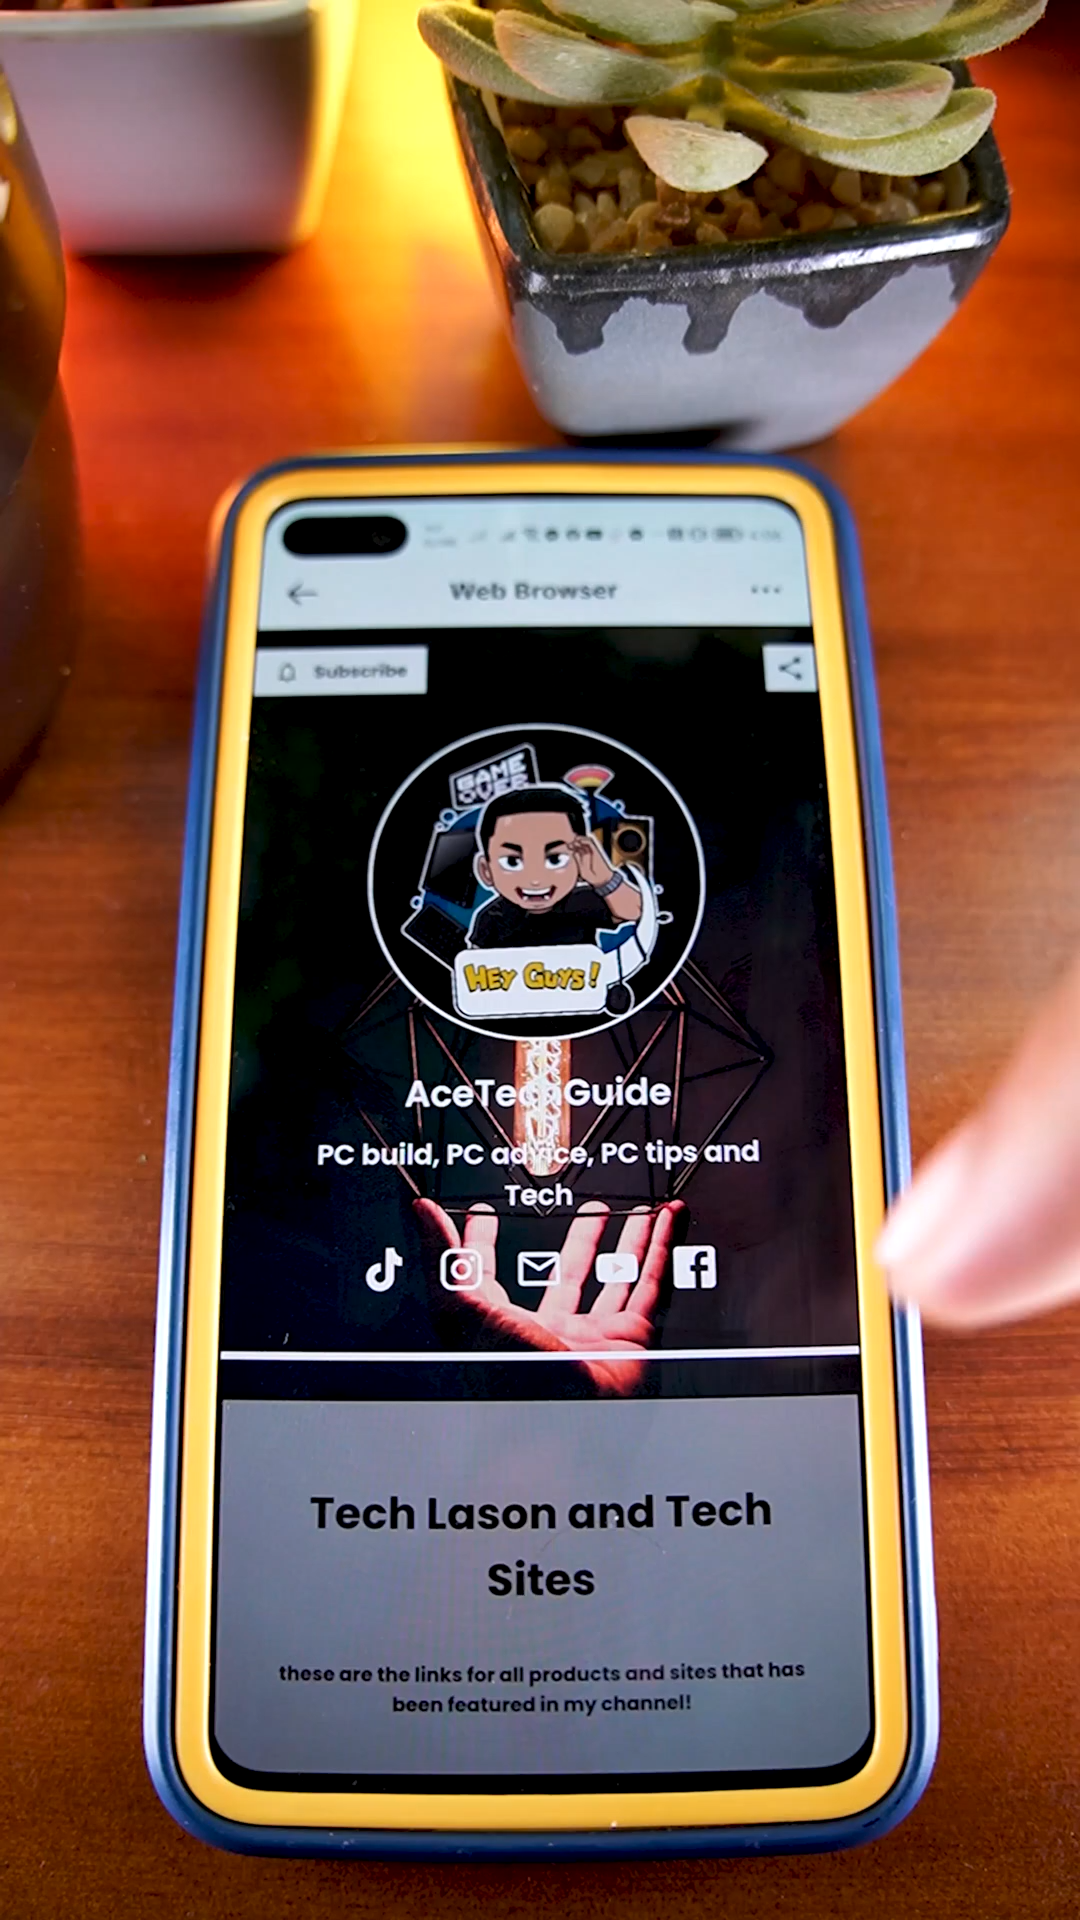 Web Browser
Subscribe
GAME
OVER
HEY GUYS!
AceTechGuide
PC build, PC advice, PC tips and
Tech
Tech Lason and Tech
Sites
these are the links for all products and sites that has
been featured in my channel!